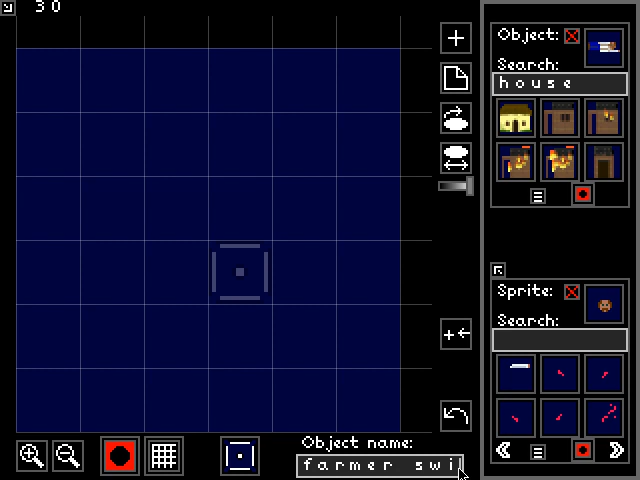 30
Object:
Search:
house
Sprite:
Search:
Object name:
farmer swi